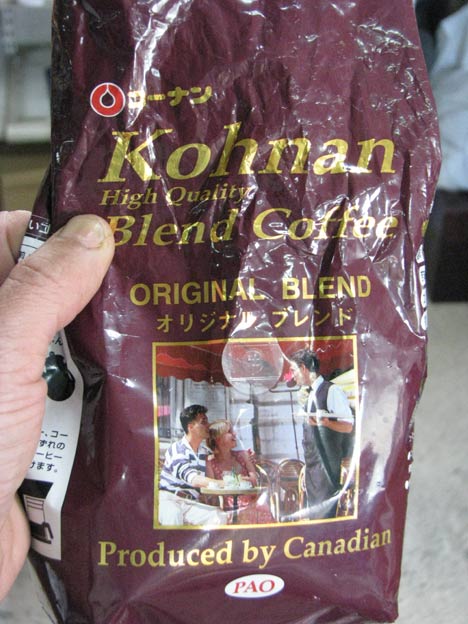 コーナン
Kohnan
High Quality
Blend Coffee
ORIGINAL BLEND
オリジナル ブレンド
Produced by Canadian
PAO